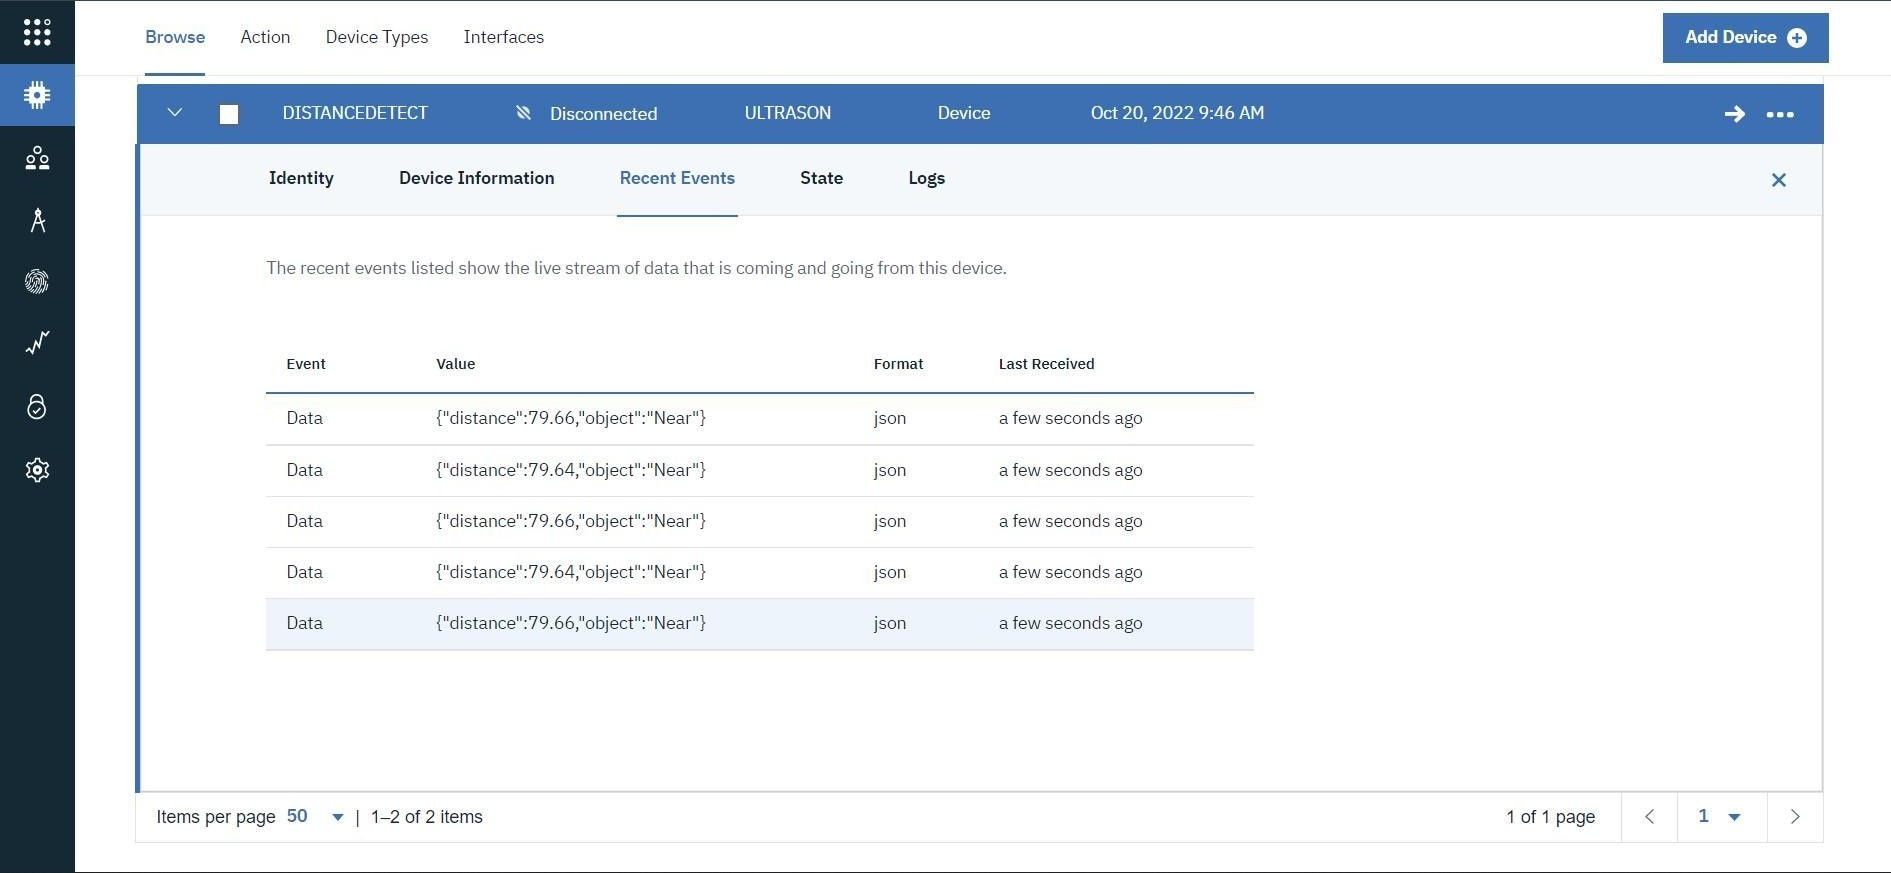 Browse Action Device Types Interfaces Add Device
DISTANCEDETECT Disconnected ULTRASON Device Oct 20, 2022 9:46 AM
Identity Device Information Recent Events State Logs
The recent events listed show the live stream of data that is coming and going from this device.
Event Value Format Last Received
Data {"distance":79.66,"object":"Near"} json a few seconds ago
Data {"distance":79.64,"object":"Near"} json a few seconds ago
Data {"distance":79.66,"object":"Near"} json a few seconds ago
Data {"distance":79.64,"object":"Near"} json a few seconds ago
Data {"distance":79.66,"object":"Near"} json a few seconds ago
Items per page 50 | 1–2 of 2 items 1 of 1 page 1